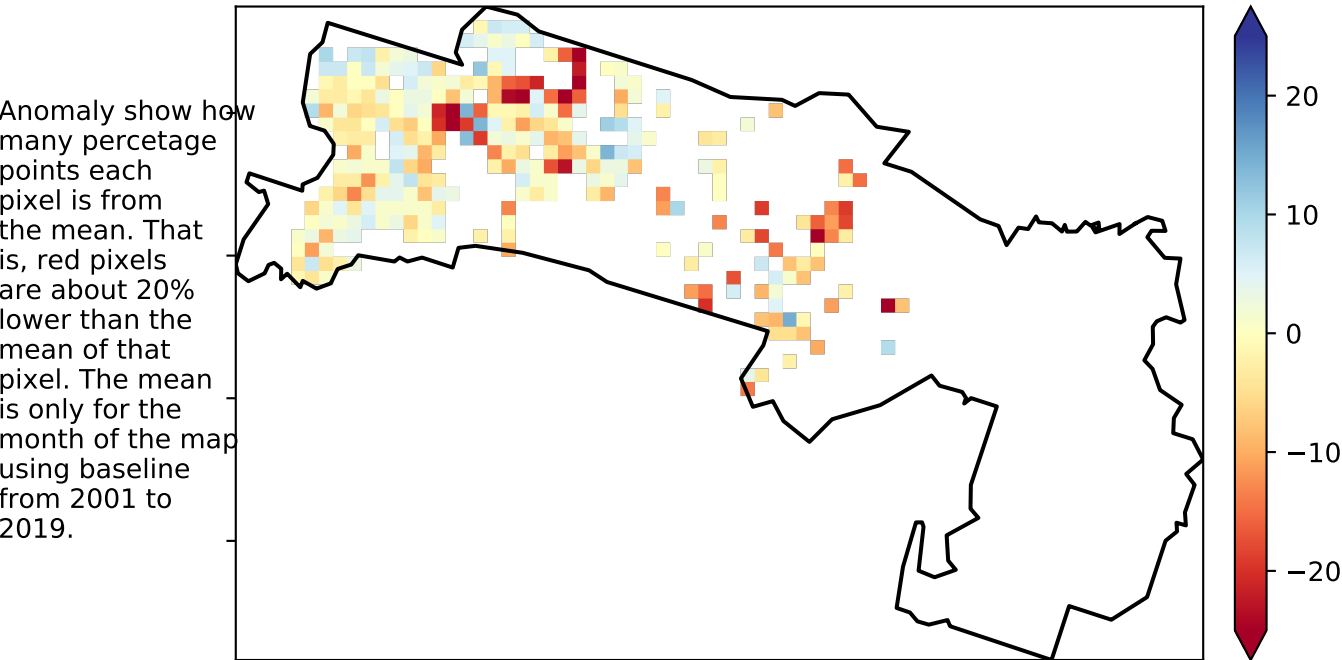 Anomaly show how
many percetage
points each
pixel is from
the mean. That
is, red pixels
are about 20%
lower than the
mean of that
pixel. The mean
is only for the
month of the map
using baseline
from 2001 to
2019.
20
10
0
−10
−20